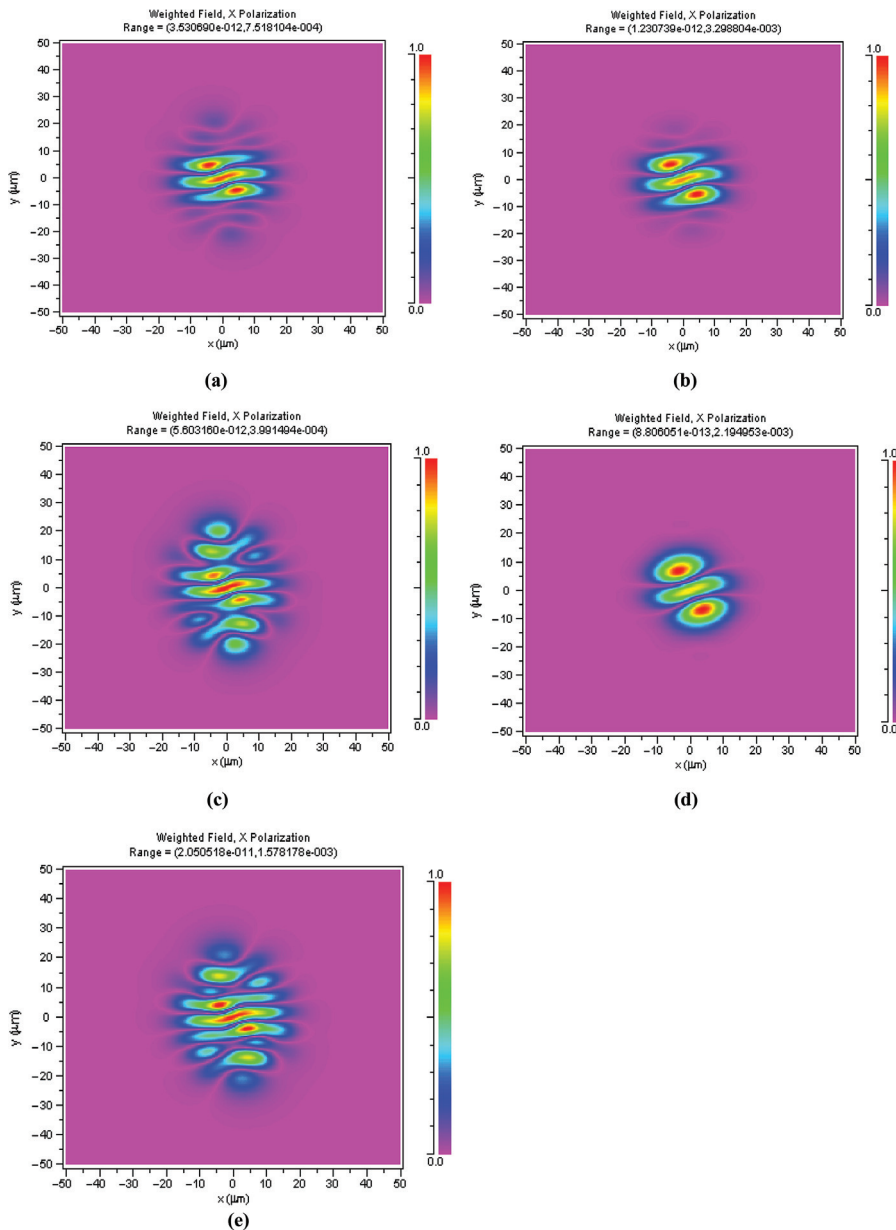 Weighted Field, X Polarization
Range = (3.530690e-012,7.518104e-004)
50
40
30
20
10
0
−10
−20
−30
−40
−50
y (μm)
−50 −40 −30 −20 −10 0 10 20 30 40 50
x (μm)
1.0
0.0
(a)
Weighted Field, X Polarization
Range = (1.230739e-012,3.298804e-003)
50
40
30
20
10
0
−10
−20
−30
−40
−50
y (μm)
−50 −40 −30 −20 −10 0 10 20 30 40 50
x (μm)
1.0
0.0
(b)
Weighted Field, X Polarization
Range = (5.603160e-012,3.991494e-004)
50
40
30
20
10
0
−10
−20
−30
−40
−50
y (μm)
−50 −40 −30 −20 −10 0 10 20 30 40 50
x (μm)
1.0
0.0
(c)
Weighted Field, X Polarization
Range = (8.806051e-013,2.194953e-003)
50
40
30
20
10
0
−10
−20
−30
−40
−50
y (μm)
−50 −40 −30 −20 −10 0 10 20 30 40 50
x (μm)
1.0
0.0
(d)
Weighted Field, X Polarization
Range = (2.050518e-011,1.578178e-003)
50
40
30
20
10
0
−10
−20
−30
−40
−50
y (μm)
−50 −40 −30 −20 −10 0 10 20 30 40 50
x (μm)
1.0
0.0
(e)